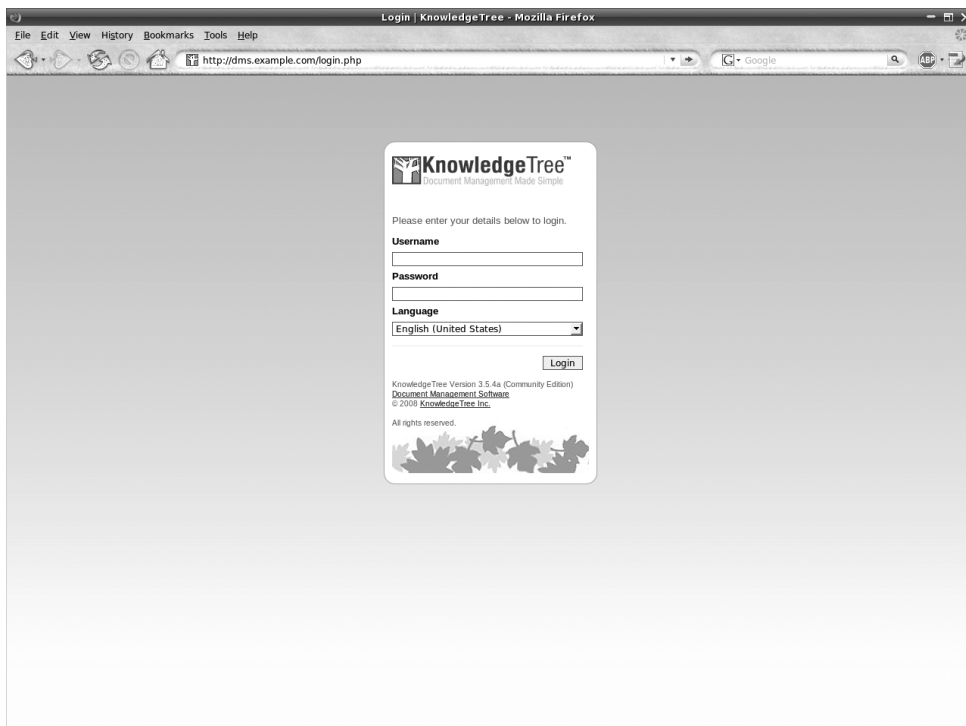 Login | KnowledgeTree - Mozilla Firefox
File Edit View History Bookmarks Tools Help
http://dms.example.com/login.php
G Google
ABP
KnowledgeTree™
Document Management Made Simple
Please enter your details below to login.
Username
Password
Language
English (United States)
Login
KnowledgeTree Version 3.5.4a (Community Edition)
Document Management Software
© 2008 KnowledgeTree Inc.
All rights reserved.